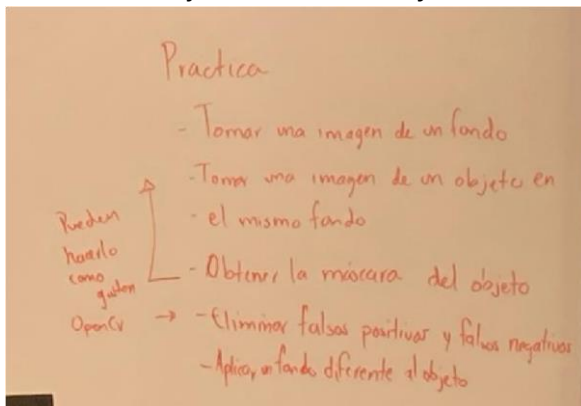 Practica
- Tomar una imagen de un fondo
- Tomar una imagen de un objeto en
- el mismo fondo
- Obtener la máscara del objeto
- Eliminar falsos positivos y falsos negativos
- Aplicar un fondo diferente al objeto
Pueden
hacerlo
como
gusten
OpenCV →